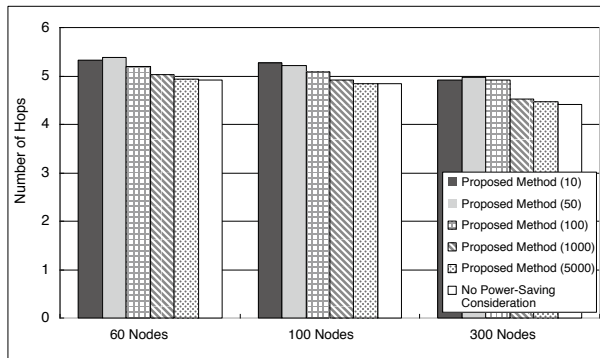 Number of Hops
6
5
4
3
2
1
0
60 Nodes
100 Nodes
300 Nodes
Proposed Method (10)
Proposed Method (50)
Proposed Method (100)
Proposed Method (1000)
Proposed Method (5000)
No Power-Saving
Consideration